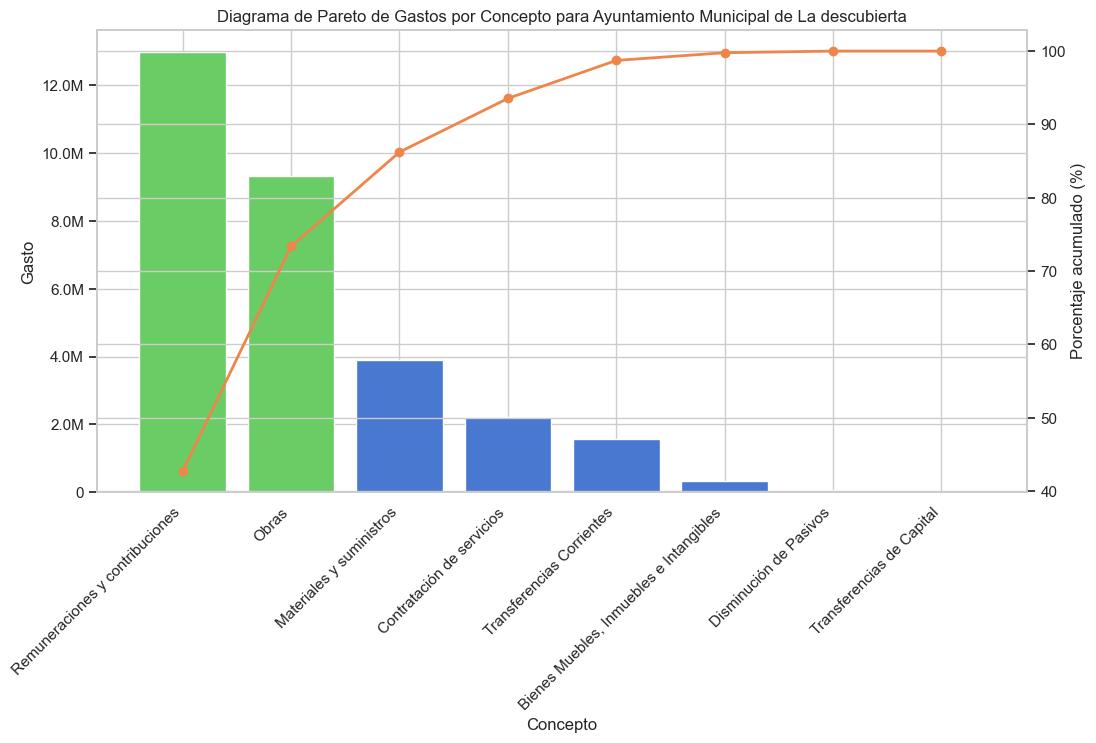 Diagrama de Pareto de Gastos por Concepto para Ayuntamiento Municipal de La descubierta
Gasto
12.0M
10.0M
8.0M
6.0M
4.0M
2.0M
0
100
90
80
70
60
50
40
Porcentaje acumulado (%)
Remuneraciones y contribuciones
Obras
Materiales y suministros
Contratación de servicios
Transferencias Corrientes
Bienes Muebles, Inmuebles e Intangibles
Disminución de Pasivos
Transferencias de Capital
Concepto